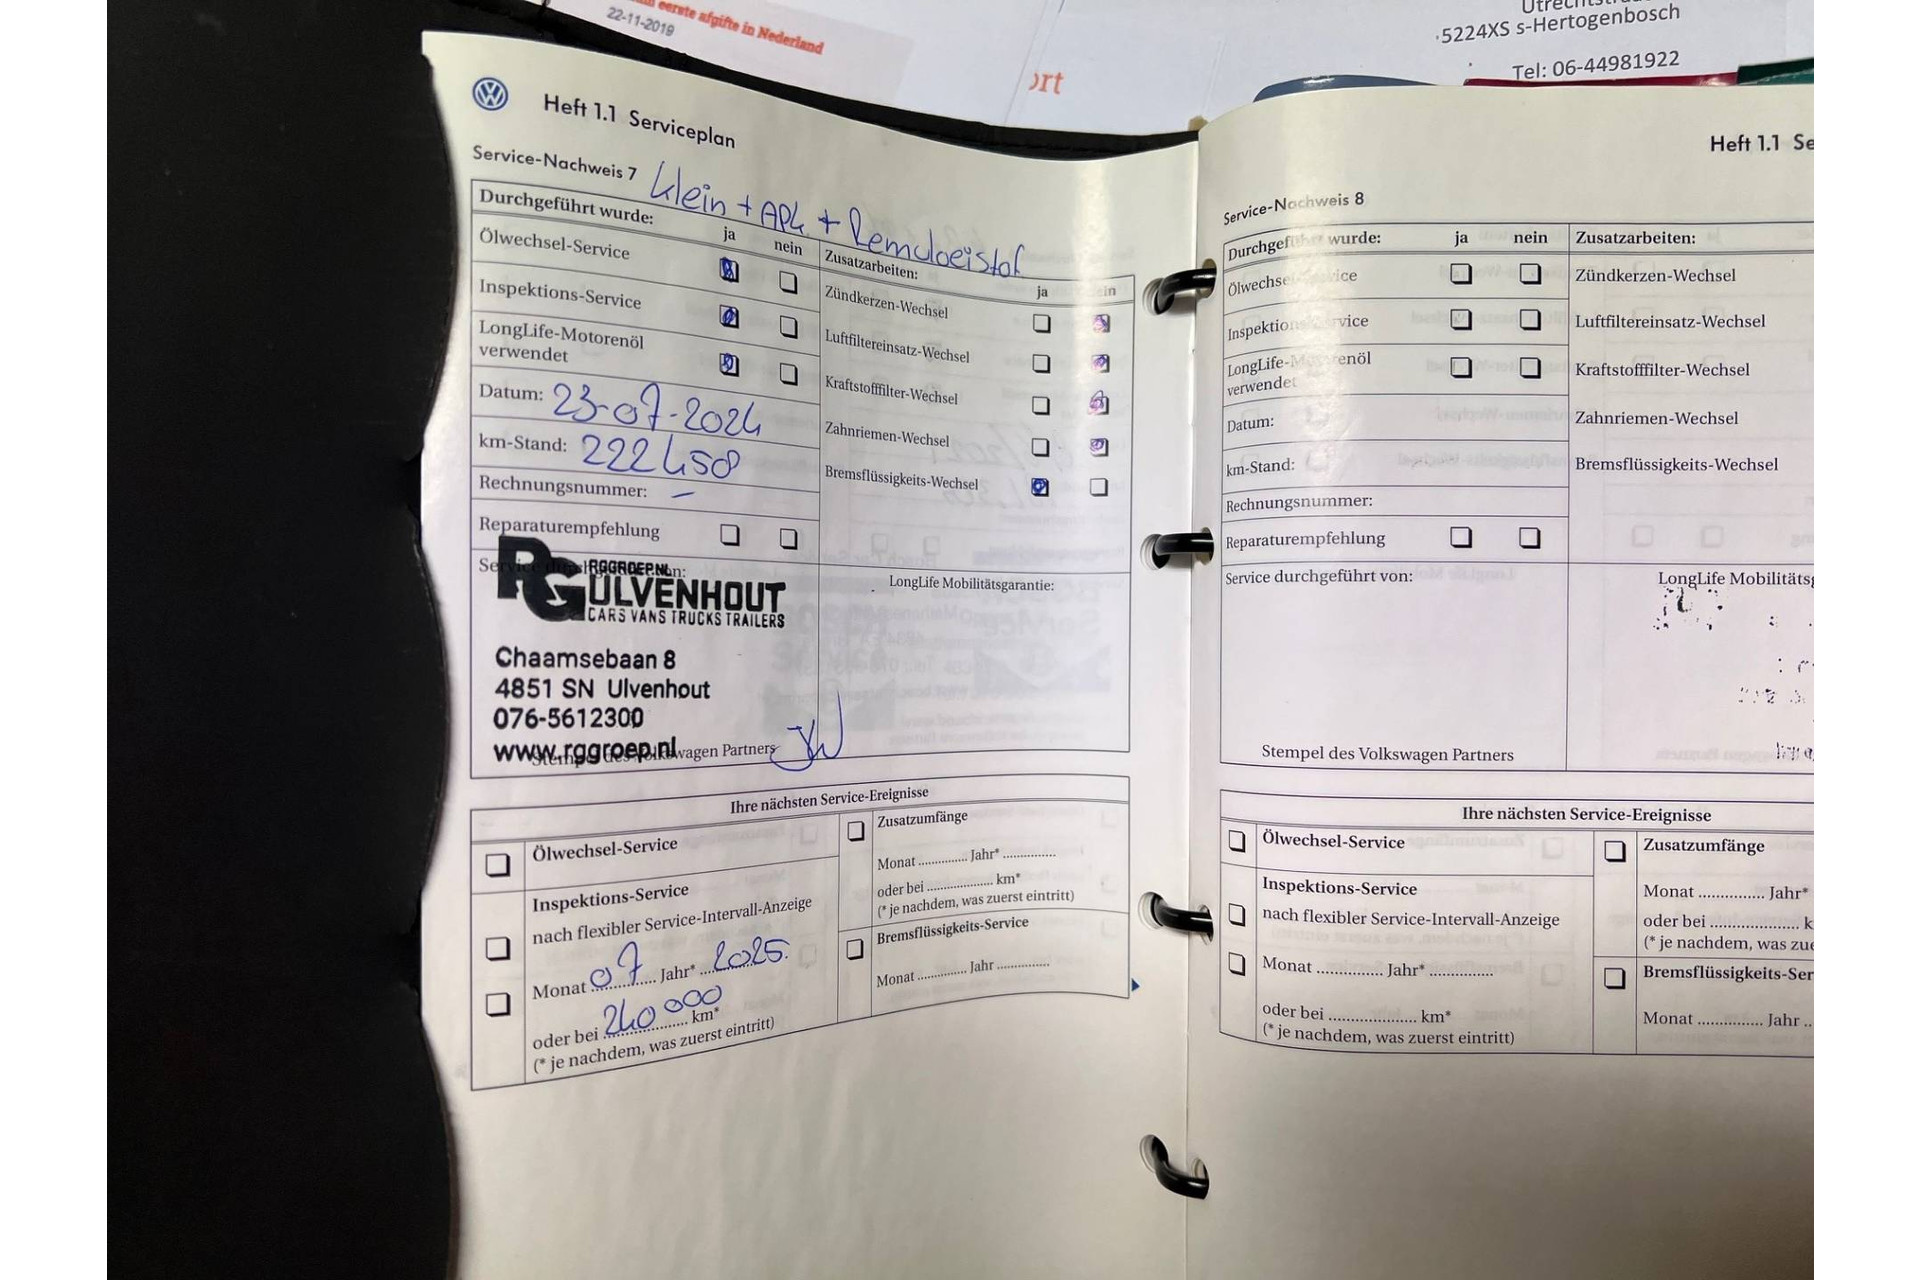 eerste afgifte in Nederland
22-11-2019
ort
5224XS s-Hertogenbosch
Tel: 06-44981922
Heft 1.1 Serviceplan
Service-Nachweis 7
klein + APK + Remvloeistof
Durchgeführt wurde:
ja
nein
Ölwechsel-Service
Inspektions-Service
LongLife-Motorenöl
verwendet
Datum: 23-07-2024
km-Stand: 222458
Rechnungsnummer: –
Reparaturempfehlung
Zusatzarbeiten:
ja
Zündkerzen-Wechsel
Luftfiltereinsatz-Wechsel
Kraftstofffilter-Wechsel
Zahnriemen-Wechsel
Bremsflüssigkeits-Wechsel
RG
RGGROEP.NL
ULVENHOUT
CARS VANS TRUCKS TRAILERS
Chaamsebaan 8
4851 SN Ulvenhout
076-5612300
www.rggroep.nl
Stempel des Volkswagen Partners
LongLife Mobilitätsgarantie:
Ihre nächsten Service-Ereignisse
Ölwechsel-Service
Inspektions-Service
nach flexibler Service-Intervall-Anzeige
Monat 07 Jahr* 2025.
oder bei 240 000 km*
(* je nachdem, was zuerst eintritt)
Zusatzumfänge
Monat .............. Jahr* ..............
oder bei .................... km*
(* je nachdem, was zuerst eintritt)
Bremsflüssigkeits-Service
Monat .............. Jahr ..............
Heft 1.1 Se
Service-Nachweis 8
Durchgeführt wurde:
ja
nein
Ölwechsel-Service
Inspektions-Service
LongLife-Motorenöl
verwendet
Datum:
km-Stand:
Rechnungsnummer:
Reparaturempfehlung
Zusatzarbeiten:
Zündkerzen-Wechsel
Luftfiltereinsatz-Wechsel
Kraftstofffilter-Wechsel
Zahnriemen-Wechsel
Bremsflüssigkeits-Wechsel
Service durchgeführt von:
Stempel des Volkswagen Partners
LongLife Mobilitäts
Ihre nächsten Service-Ereignisse
Ölwechsel-Service
Inspektions-Service
nach flexibler Service-Intervall-Anzeige
Monat .............. Jahr* ..............
oder bei .................... km*
(* je nachdem, was zuerst eintritt)
Zusatzumfänge
Monat .............. Jahr*
oder bei .................... k
(* je nachdem, was zue
Bremsflüssigkeits-Ser
Monat .............. Jahr ..